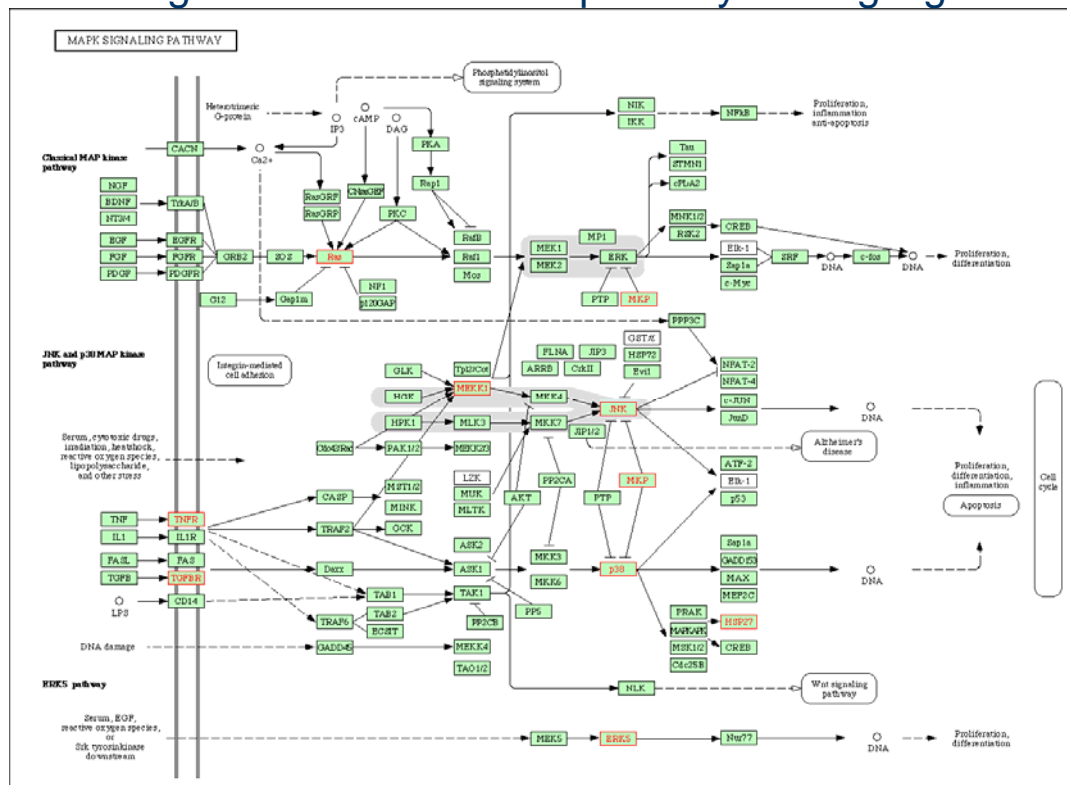 MAPK SIGNALING PATHWAY
Phosphatidylinositol
signaling system
Heterotrimeric
G-protein
IP3
cAMP
DAG
NIK
IKK
NFkB
Proliferation,
inflammation
anti-apoptosis
CACN
Ca2+
PKA
Classical MAP kinase
pathway
Tau
STMN1
cPLA2
NGF
BDNF
NT3/4
TrkA/B
RasGRF
RasGRP
CNasGEF
PKC
Rap1
MNK1/2
RSK2
CREB
EGF
EGFR
FGF
FGFR
PDGF
PDGFR
GRB2
SOS
Ras
RafB
Raf1
Mos
MEK1
MEK2
MP1
ERK
Elk-1
Sap1a
c-Myc
SRF
DNA
c-fos
DNA
Proliferation,
differentiation
G12
Gap1m
NF1
p120GAP
PTP
MKP
PPP3C
JNK and p38 MAP kinase
pathway
Integrin-mediated
cell adhesion
GLK
HGK
HPK1
Tpl2/Cot
MEKK1
MLK3
MEKK2/3
FLNA
JIP3
ARRB
CrkII
HSP72
Evi1
MKK4
MKK7
JNK
JIP1/2
NFAT-2
NFAT-4
c-JUN
JunD
DNA
Alzheimer's
disease
Serum, cytotoxic drugs,
irradiation, heatshock,
reactive oxygen species,
lipopolysaccharide,
and other stress
Cdc42/Rac
PAK1/2
LZK
MUK
MLTK
AKT
PP2CA
PTP
MKP
ATF-2
Elk-1
p53
Proliferation,
differentiation,
inflammation
Apoptosis
Cell
cycle
CASP
MST1/2
MINK
GCK
TNF
TNFR
IL1
IL1R
FASL
FAS
TGFB
TGFBR
LPS
CD14
TRAF2
Daxx
ASK2
ASK1
MKK3
MKK6
p38
Sap1a
GADD153
MAX
MEF2C
DNA
TAB1
TAK1
TRAF6
TAB2
ECSIT
PP2CB
PP5
PRAK
MAPKAPK
MSK1/2
Cdc25B
HSP27
CREB
DNA damage
GADD45
MEKK4
TAO1/2
ERK5 pathway
NLK
Wnt signaling
pathway
Serum, EGF,
reactive oxygen species,
or
Srk tyrosinkinase
downstream
MEK5
ERK5
Nur77
DNA
Proliferation,
differentiation